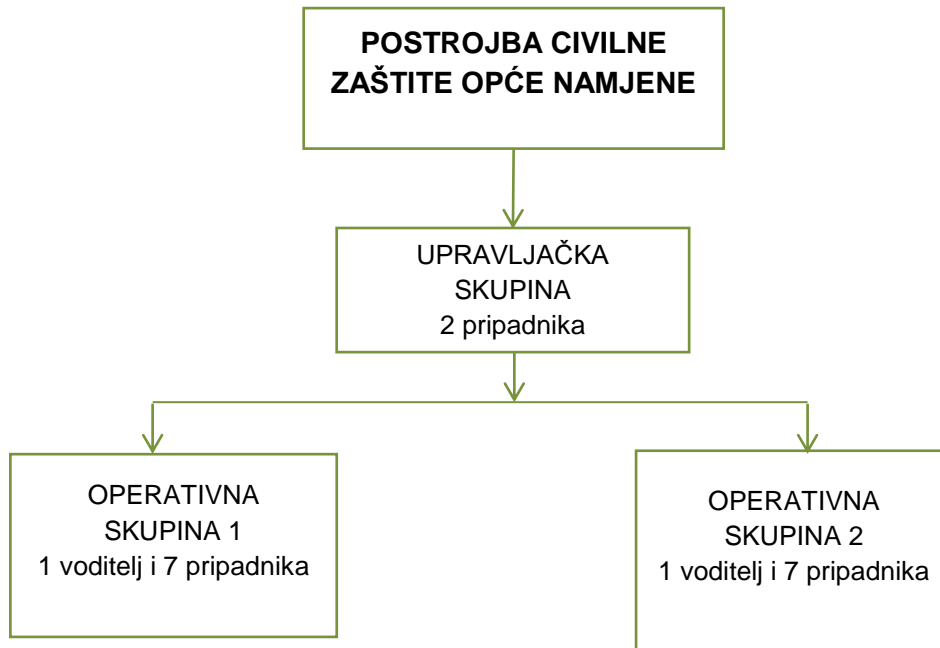 POSTROJBA CIVILNE
ZAŠTITE OPĆE NAMJENE
UPRAVLJAČKA
SKUPINA
2 pripadnika
OPERATIVNA
SKUPINA 1
1 voditelj i 7 pripadnika
OPERATIVNA
SKUPINA 2
1 voditelj i 7 pripadnika